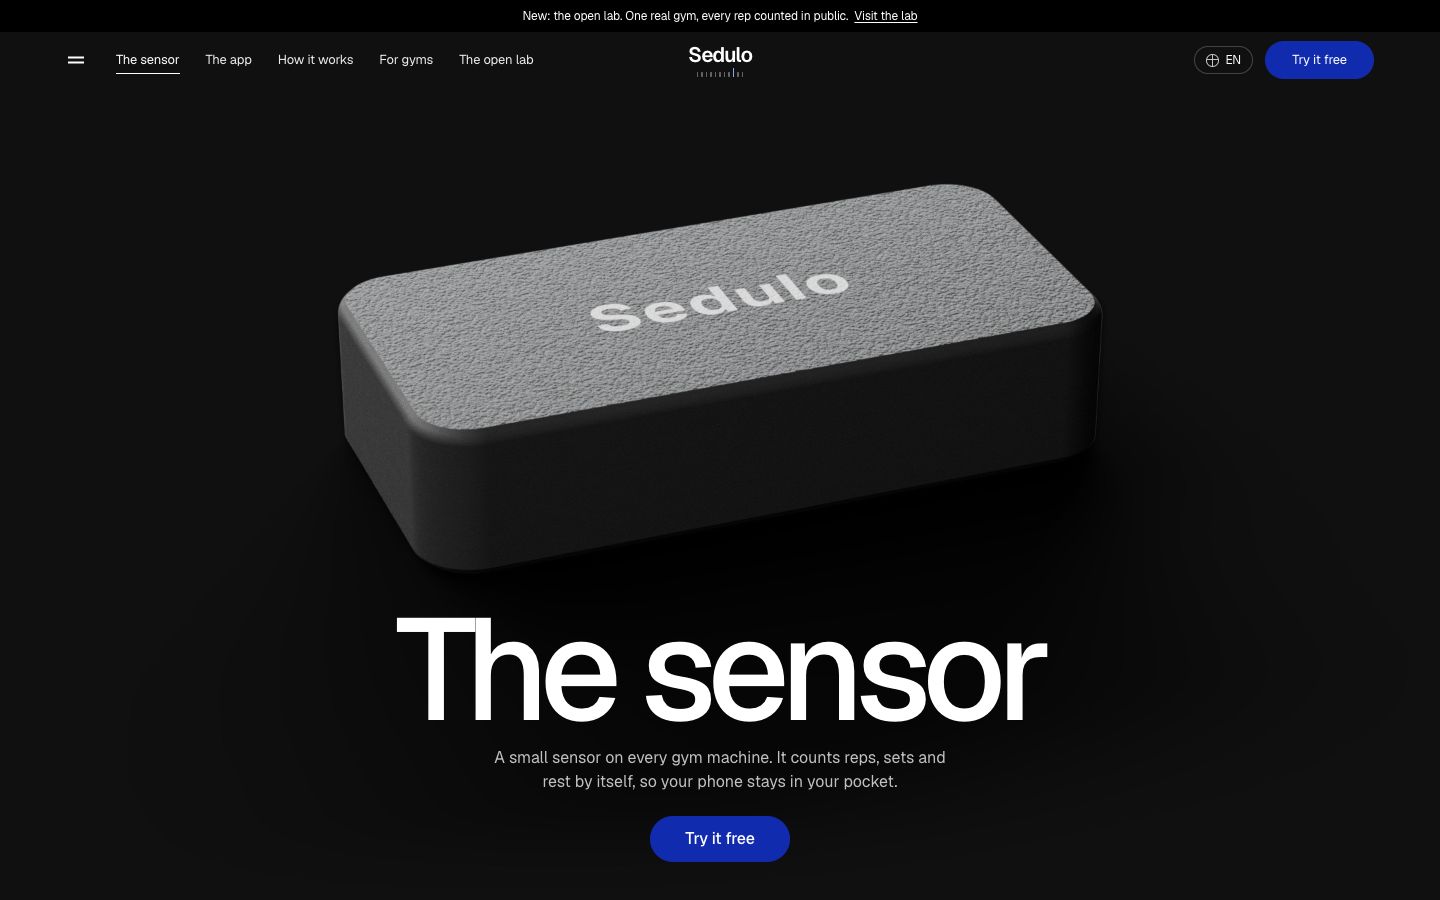 New: the open lab. One real gym, every rep counted in public. Visit the lab
The sensor
The app
How it works
For gyms
The open lab
Sedulo
EN
Try it free
Sedulo
The sensor
A small sensor on every gym machine. It counts reps, sets and
rest by itself, so your phone stays in your pocket.
Try it free